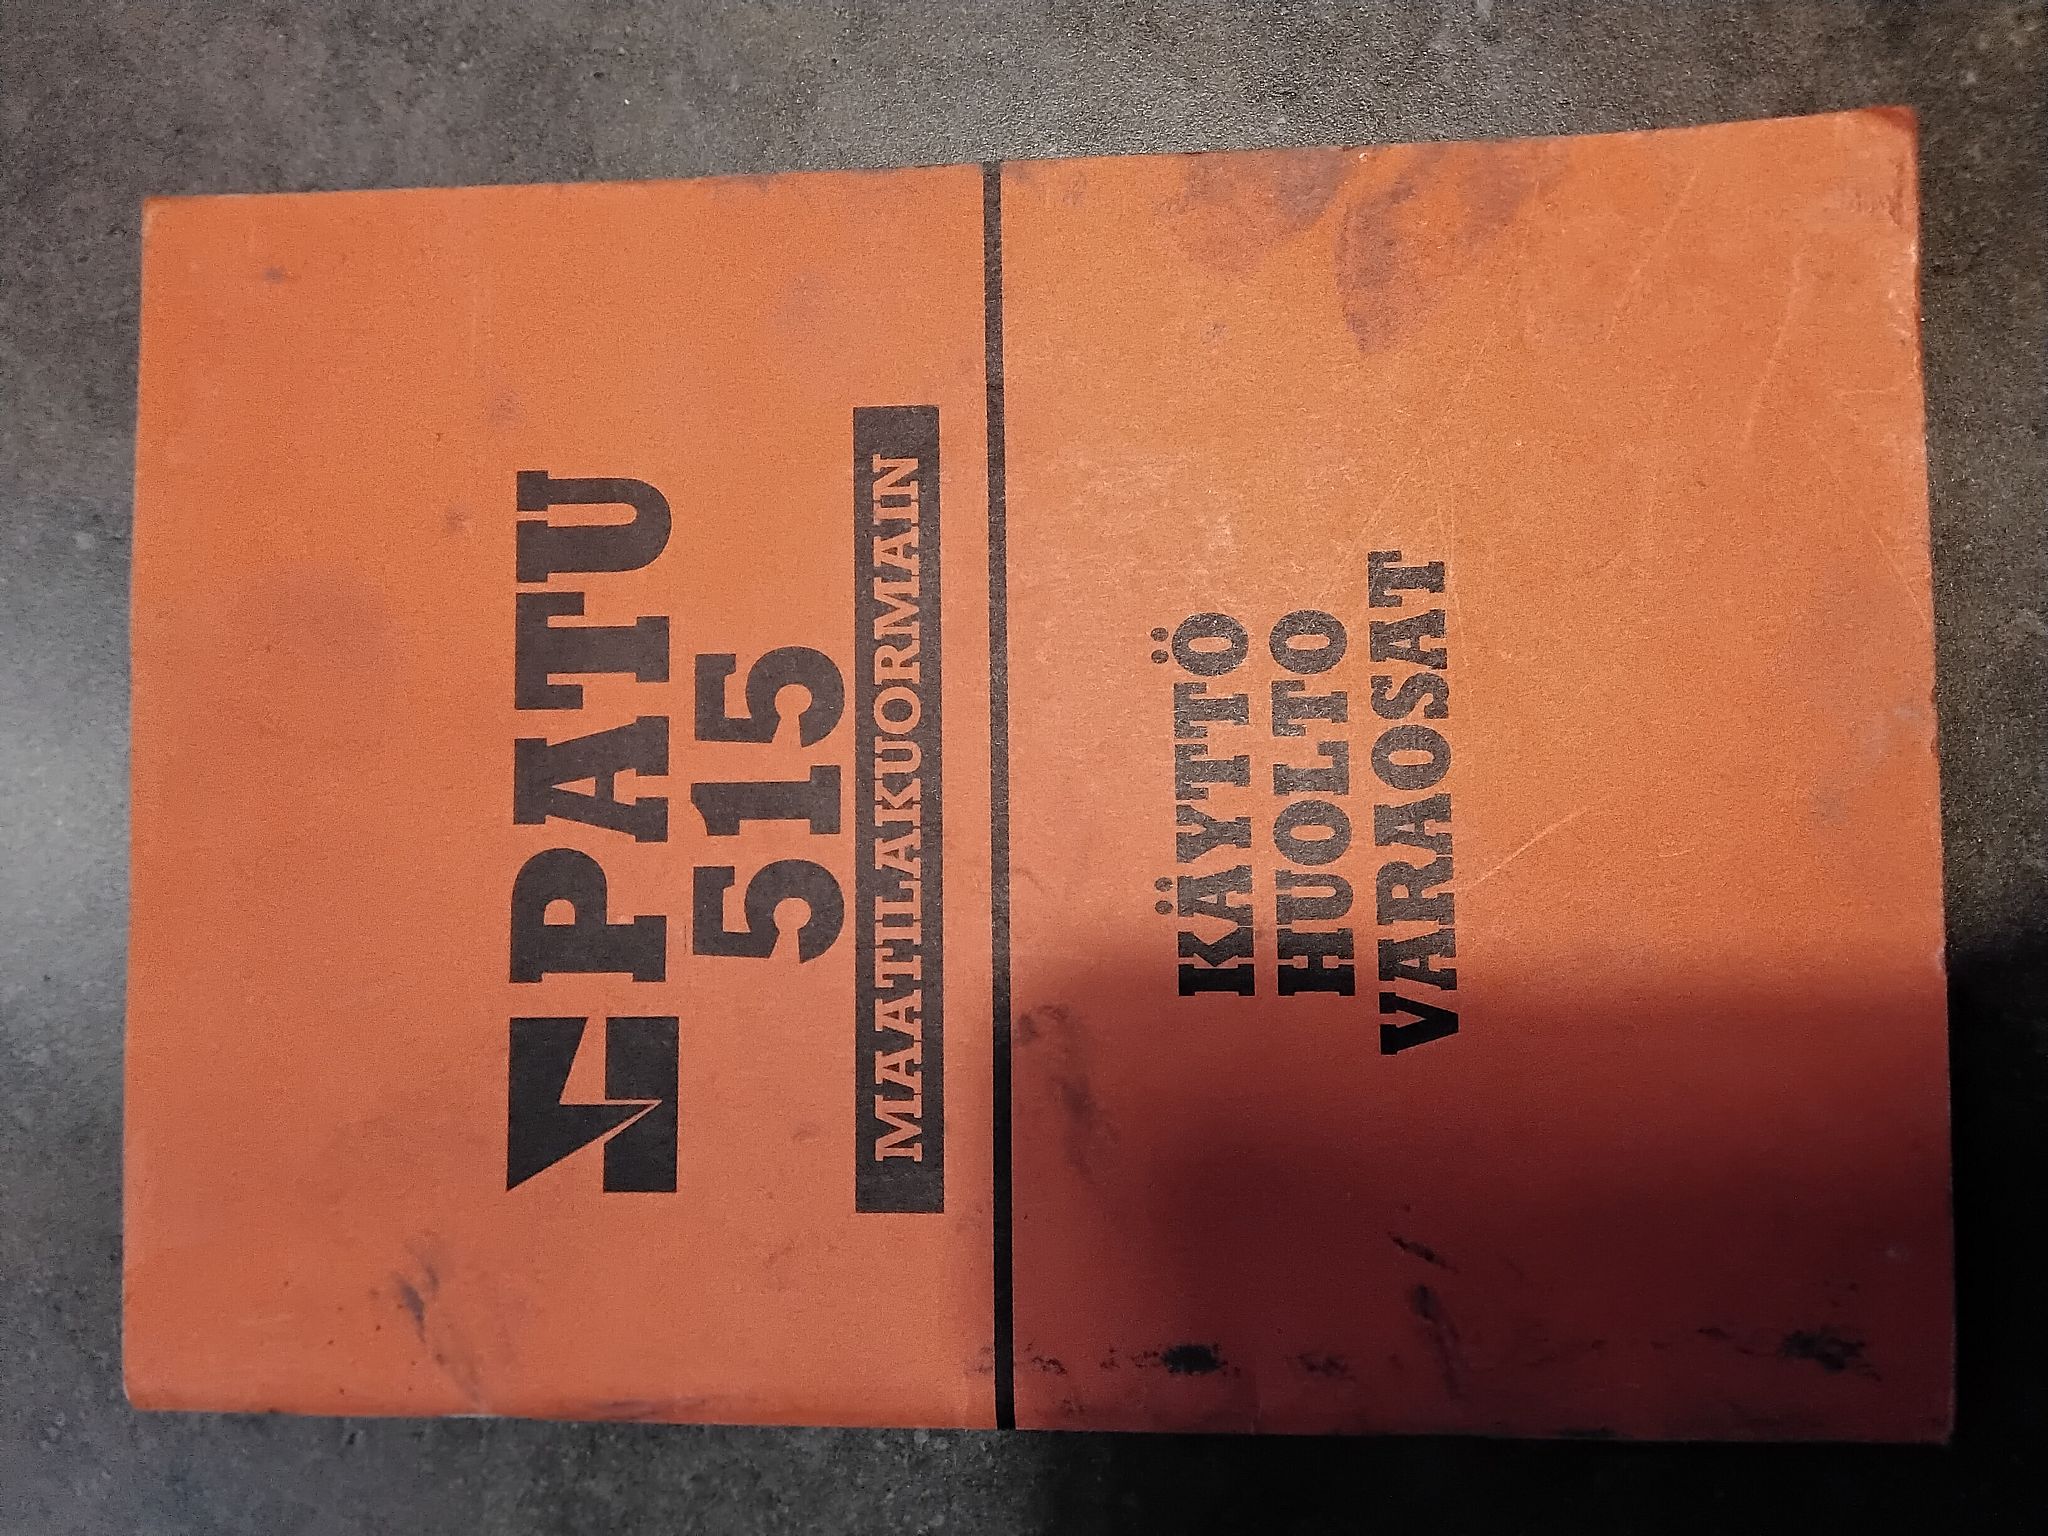 PATU
515
MAATILAKUORMAIN
KÄYTTÖ
HUOLTO
VARAOSAT